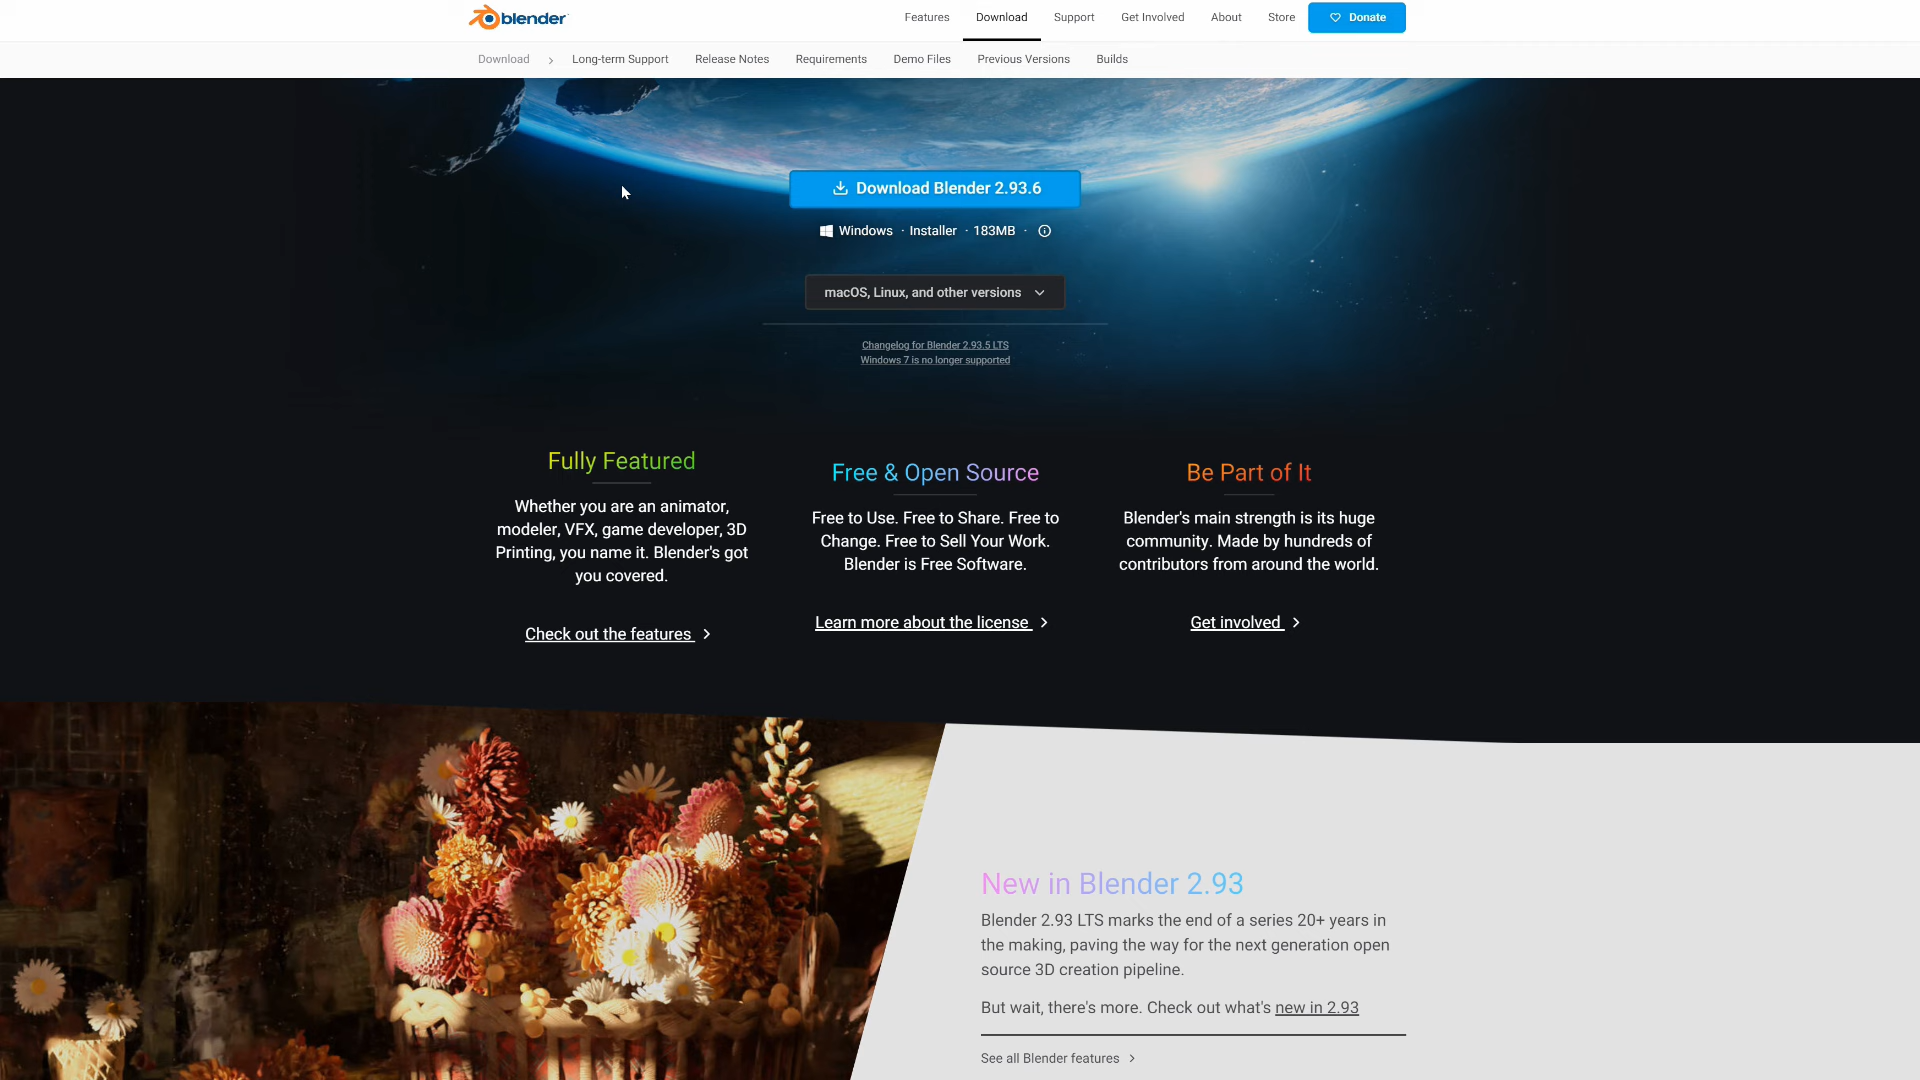 blender
Features Download Support Get Involved About Store Donate
Download Long-term Support Release Notes Requirements Demo Files Previous Versions Builds
Download Blender 2.93.6
Windows · Installer · 183MB ·
macOS, Linux, and other versions
Changelog for Blender 2.93.5 LTS
Windows 7 is no longer supported
Fully Featured
Whether you are an animator,
modeler, VFX, game developer, 3D
Printing, you name it. Blender's got
you covered.
Check out the features
Free & Open Source
Free to Use. Free to Share. Free to
Change. Free to Sell Your Work.
Blender is Free Software.
Learn more about the license
Be Part of It
Blender's main strength is its huge
community. Made by hundreds of
contributors from around the world.
Get involved
New in Blender 2.93
Blender 2.93 LTS marks the end of a series 20+ years in
the making, paving the way for the next generation open
source 3D creation pipeline.
But wait, there's more. Check out what's new in 2.93
See all Blender features